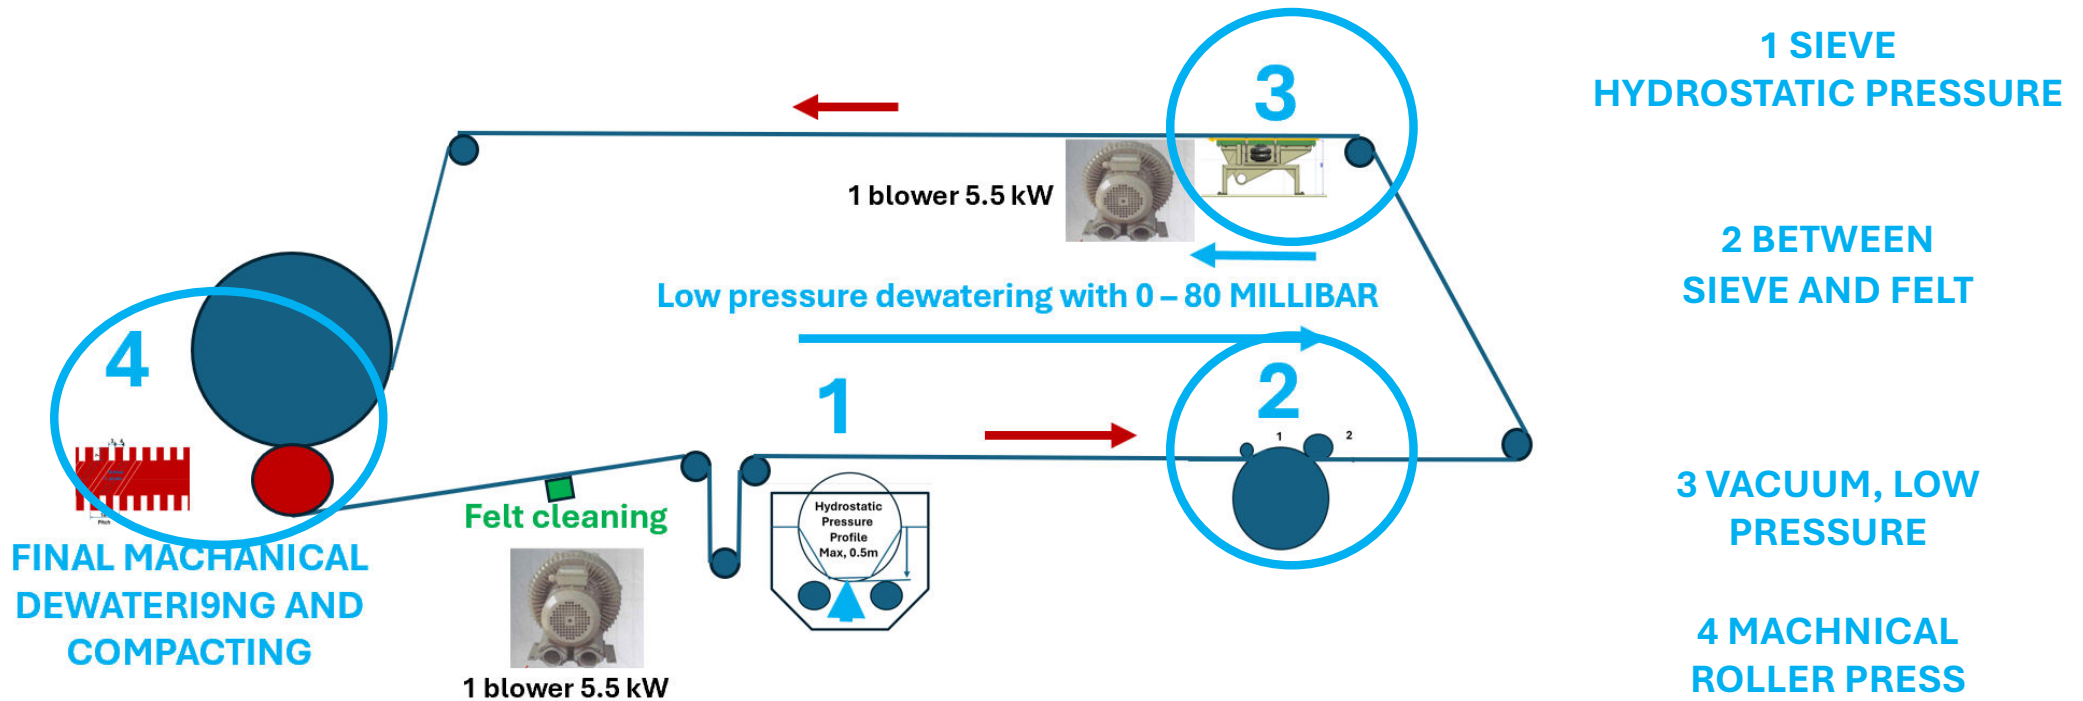 1 SIEVE
HYDROSTATIC PRESSURE
3
1 blower 5.5 kW
2 BETWEEN
SIEVE AND FELT
Low pressure dewatering with 0 – 80 MILLIBAR
4
1
2
1
2
Hydrostatic
Pressure
Profile
Max, 0.5m
Felt cleaning
3 VACUUM, LOW
PRESSURE
Pitch
FINAL MACHANICAL
DEWATERI9NG AND
COMPACTING
4 MACHNICAL
ROLLER PRESS
1 blower 5.5 kW